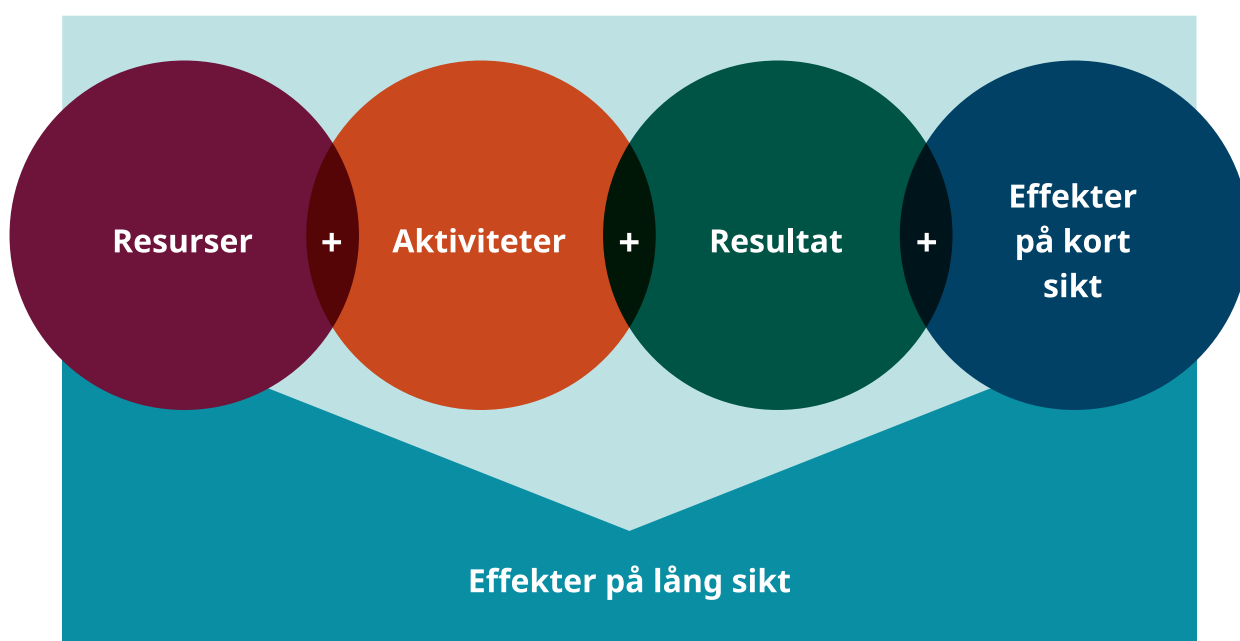 Resurser + Aktiviteter + Resultat + Effekter
på kort
sikt
Effekter på lång sikt